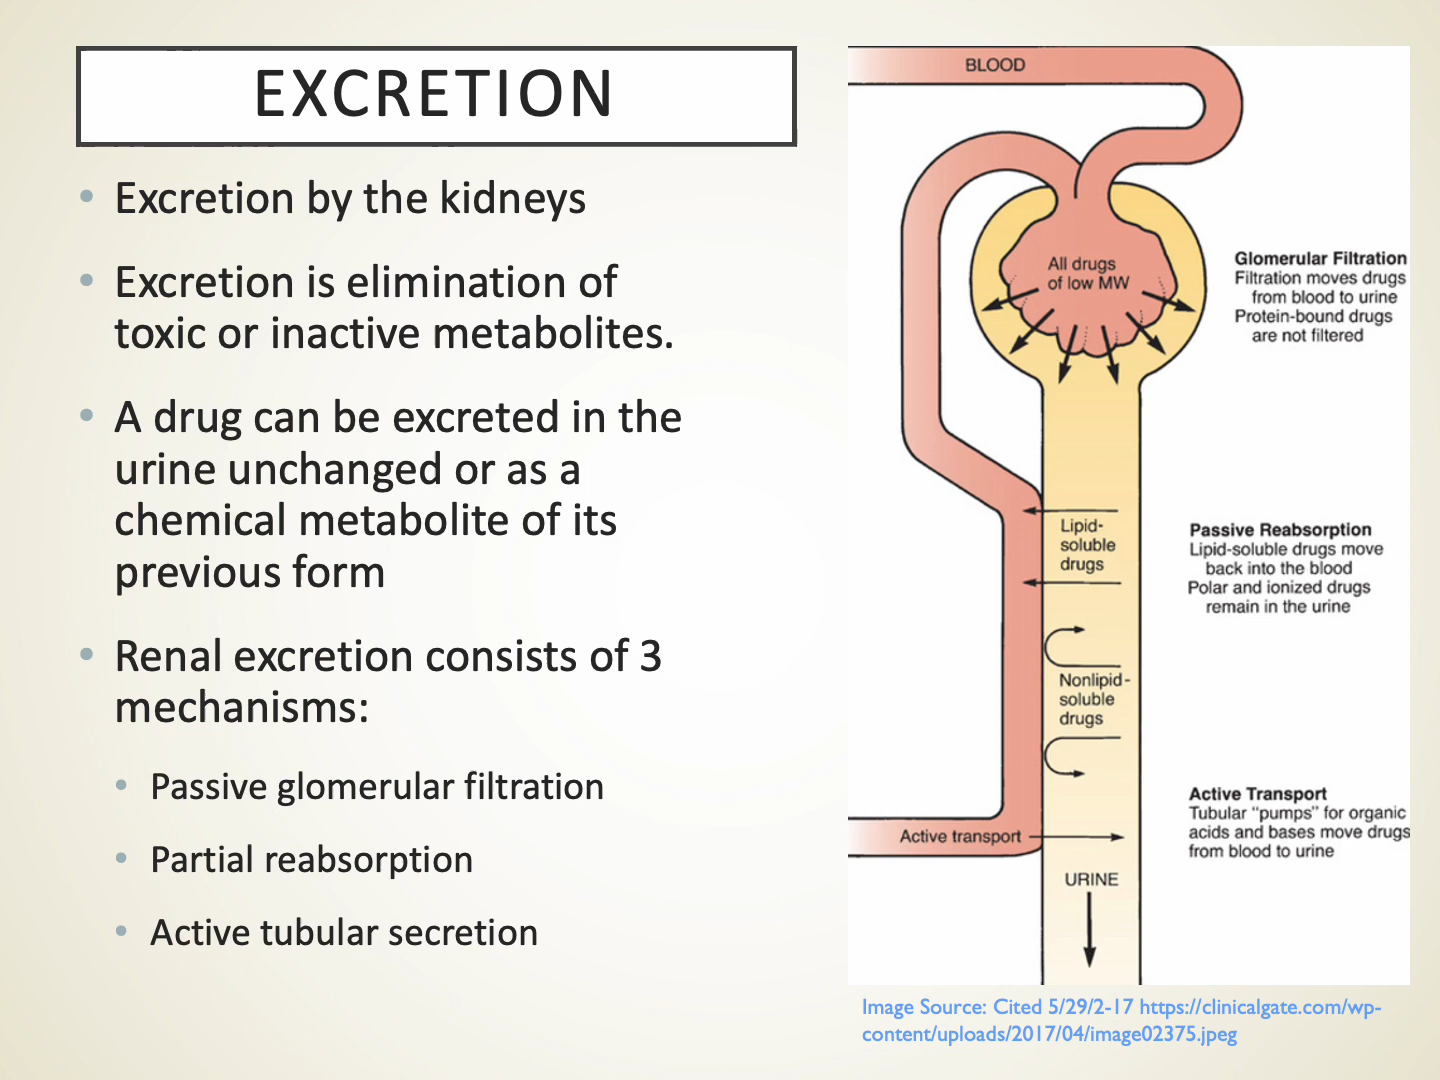 EXCRETION
• Excretion by the kidneys
• Excretion is elimination of
toxic or inactive metabolites.
• A drug can be excreted in the
urine unchanged or as a
chemical metabolite of its
previous form
• Renal excretion consists of 3
mechanisms:
• Passive glomerular filtration
• Partial reabsorption
• Active tubular secretion
BLOOD
All drugs
of low MW
Glomerular Filtration
Filtration moves drugs
from blood to urine
Protein-bound drugs
are not filtered
Lipid-
soluble
drugs
Passive Reabsorption
Lipid-soluble drugs move
back into the blood
Polar and ionized drugs
remain in the urine
Nonlipid-
soluble
drugs
Active Transport
Tubular “pumps” for organic
acids and bases move drugs
from blood to urine
Active transport
URINE
Image Source: Cited 5/29/2-17 https://clinicalgate.com/wp-
content/uploads/2017/04/image02375.jpeg